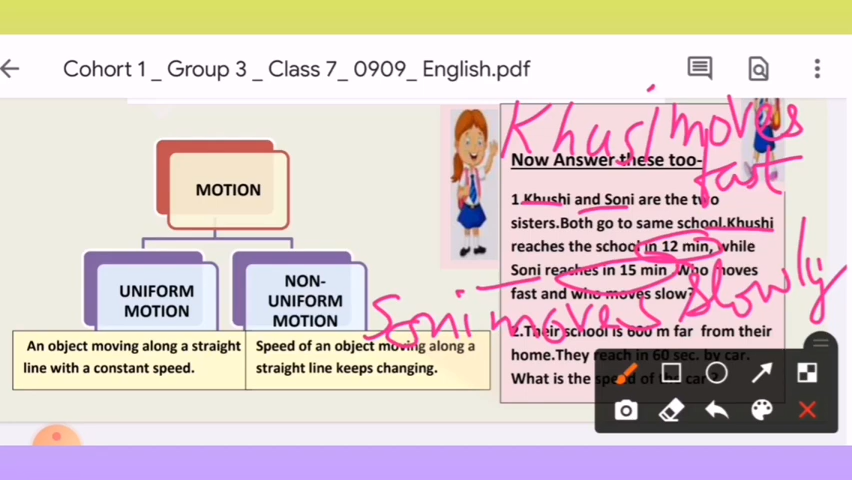 Cohort 1 _ Group 3 _ Class 7_ 0909_ English.pdf
MOTION
UNIFORM
MOTION
NON-
UNIFORM
MOTION
An object moving along a straight
line with a constant speed.
Speed of an object moving along a
straight line keeps changing.
Khusi moves
fast
Now Answer these too-
1.Khushi and Soni are the two
sisters.Both go to same school.Khushi
reaches the school in 12 min, while
Soni reaches in 15 min. Who moves
fast and who moves slow?
Soni moves slowly
2.Their school is 600 m far from their
home.They reach in 60 sec. by car.
What is the speed of the car?